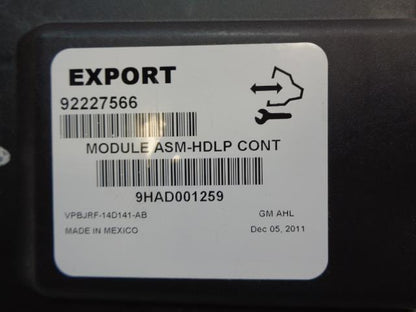 EXPORT
92227566
MODULE ASM-HDLP CONT
9HAD001259
VPBJRF-14D141-AB GM AHL
MADE IN MEXICO Dec 05, 2011